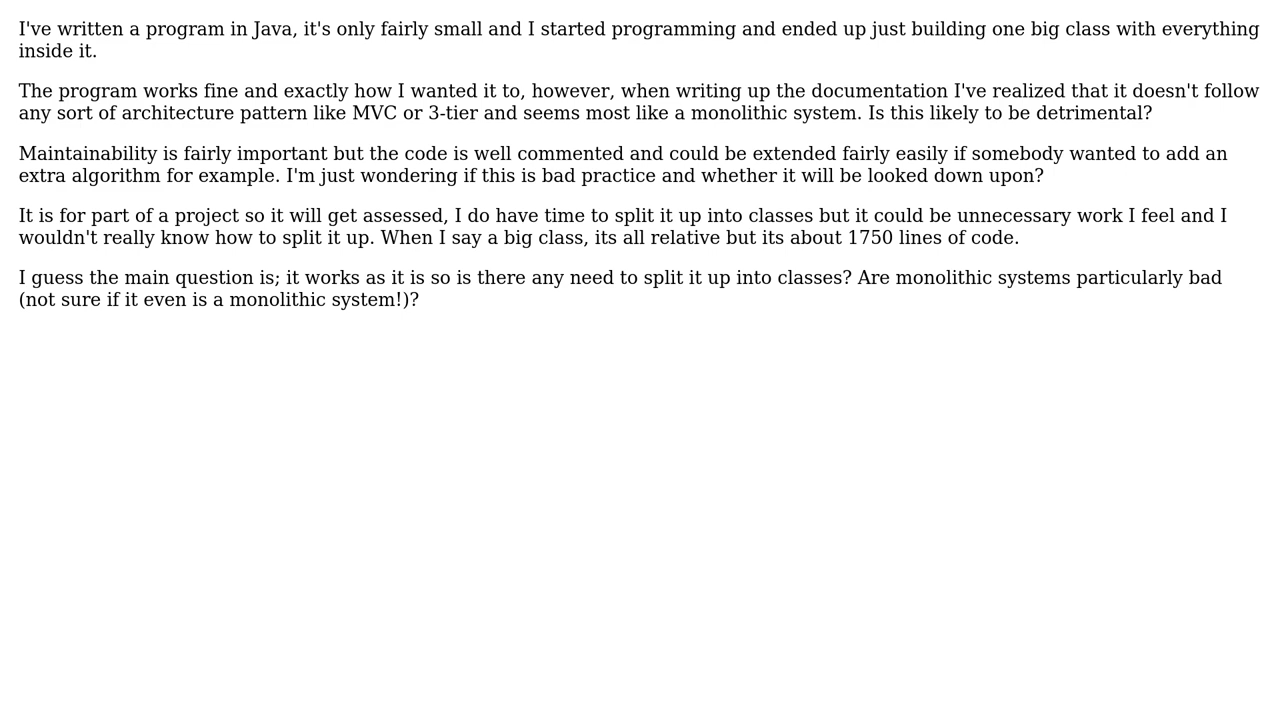 I've written a program in Java, it's only fairly small and I started programming and ended up just building one big class with everything
inside it.
The program works fine and exactly how I wanted it to, however, when writing up the documentation I've realized that it doesn't follow
any sort of architecture pattern like MVC or 3-tier and seems most like a monolithic system. Is this likely to be detrimental?
Maintainability is fairly important but the code is well commented and could be extended fairly easily if somebody wanted to add an
extra algorithm for example. I'm just wondering if this is bad practice and whether it will be looked down upon?
It is for part of a project so it will get assessed, I do have time to split it up into classes but it could be unnecessary work I feel and I
wouldn't really know how to split it up. When I say a big class, its all relative but its about 1750 lines of code.
I guess the main question is; it works as it is so is there any need to split it up into classes? Are monolithic systems particularly bad
(not sure if it even is a monolithic system!)?